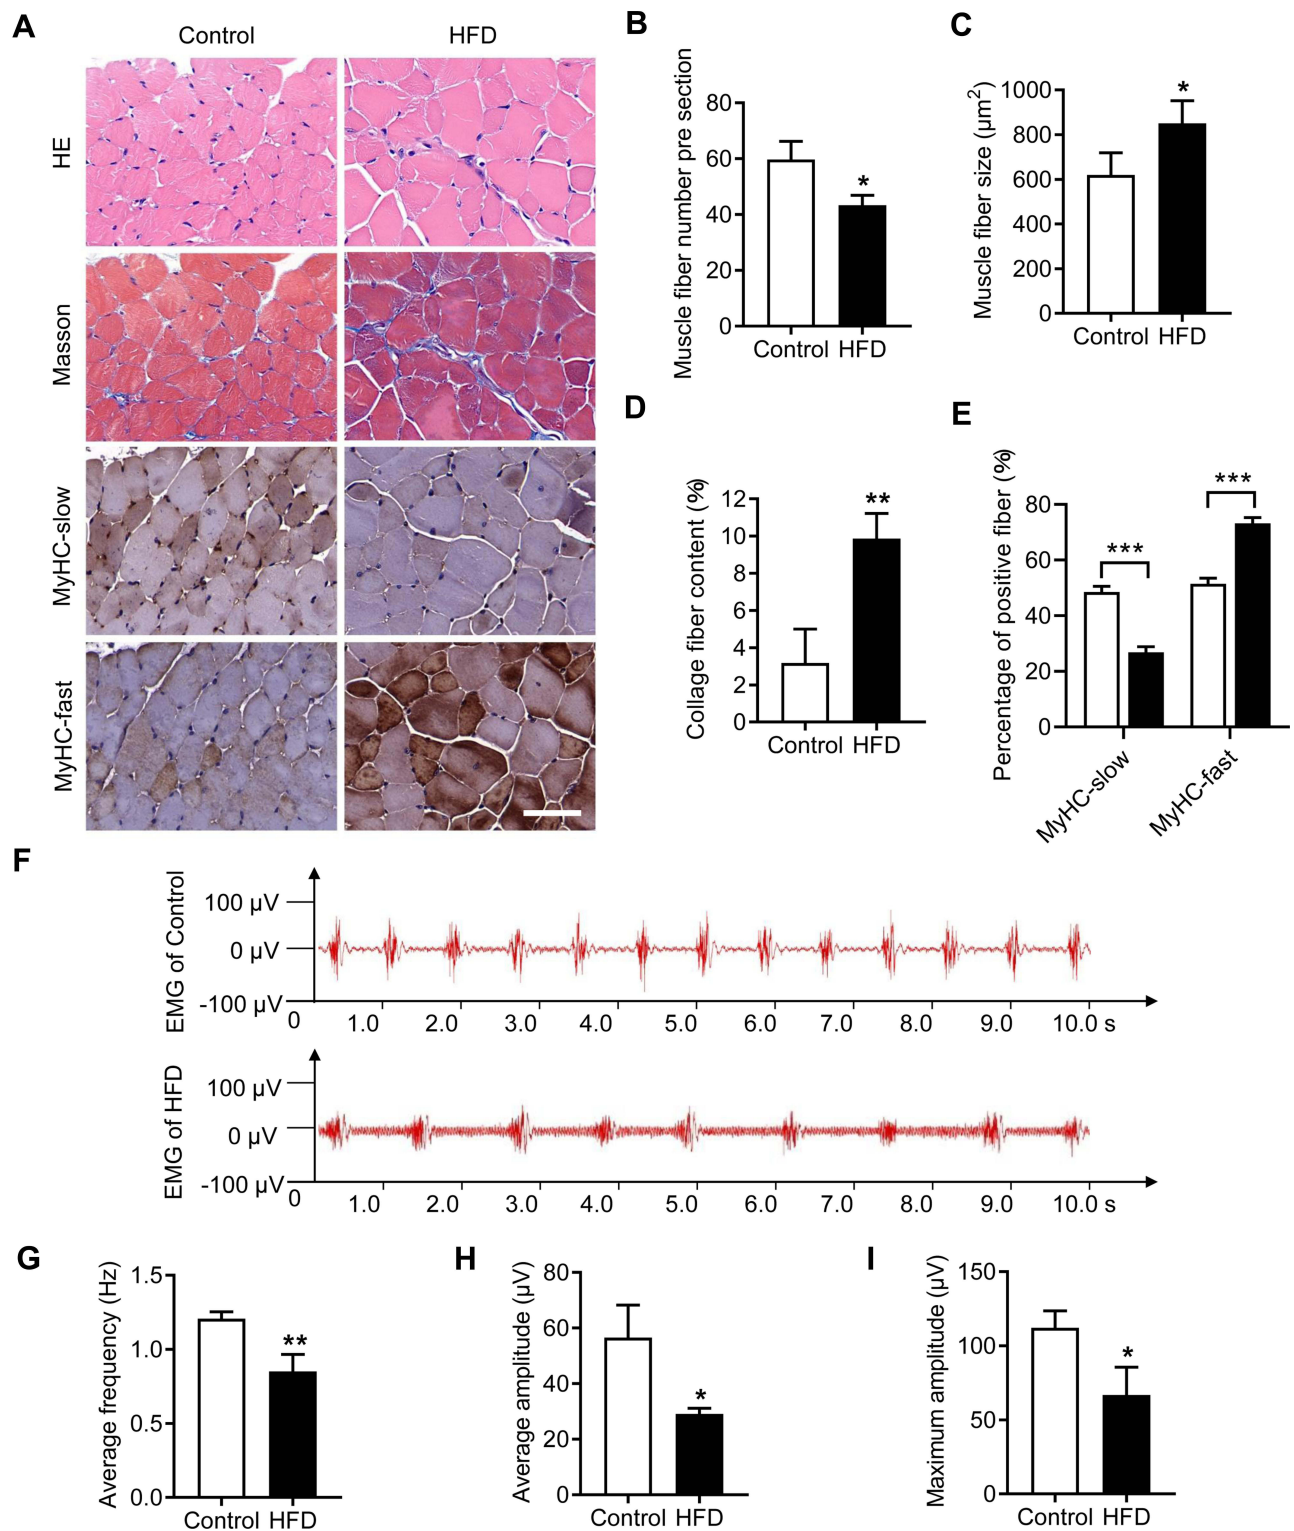 A
Control
HFD
HE
Masson
MyHC-slow
MyHC-fast
B
Muscle fiber number pre section
80
60
40
20
0
*
Control HFD
C
Muscle fiber size (µm²)
1000
800
600
400
200
0
*
Control HFD
D
Collage fiber content (%)
12
10
8
6
4
2
0
**
Control HFD
E
Percentage of positive fiber (%)
80
60
40
20
0
***
***
MyHC-slow
MyHC-fast
F
EMG of Control
100 µV
0 µV
-100 µV
0 1.0 2.0 3.0 4.0 5.0 6.0 7.0 8.0 9.0 10.0 s
EMG of HFD
100 µV
0 µV
-100 µV
0 1.0 2.0 3.0 4.0 5.0 6.0 7.0 8.0 9.0 10.0 s
G
Average frequency (Hz)
1.5
1.0
0.5
0.0
**
Control HFD
H
Average amplitude (µV)
80
60
40
20
0
*
Control HFD
I
Maximum amplitude (µV)
150
100
50
0
*
Control HFD